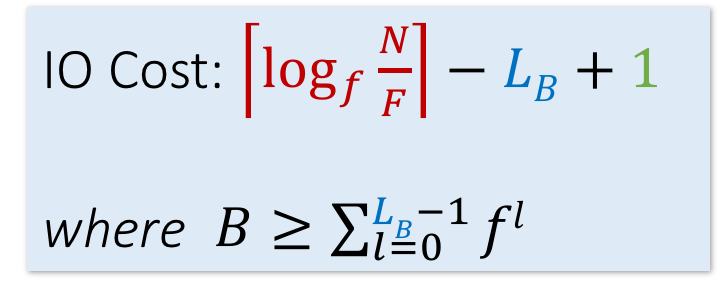 IO Cost: ⌈log_f N/F⌉ − L_B + 1
where B ≥ ∑_{l=0}^{L_B−1} f^l